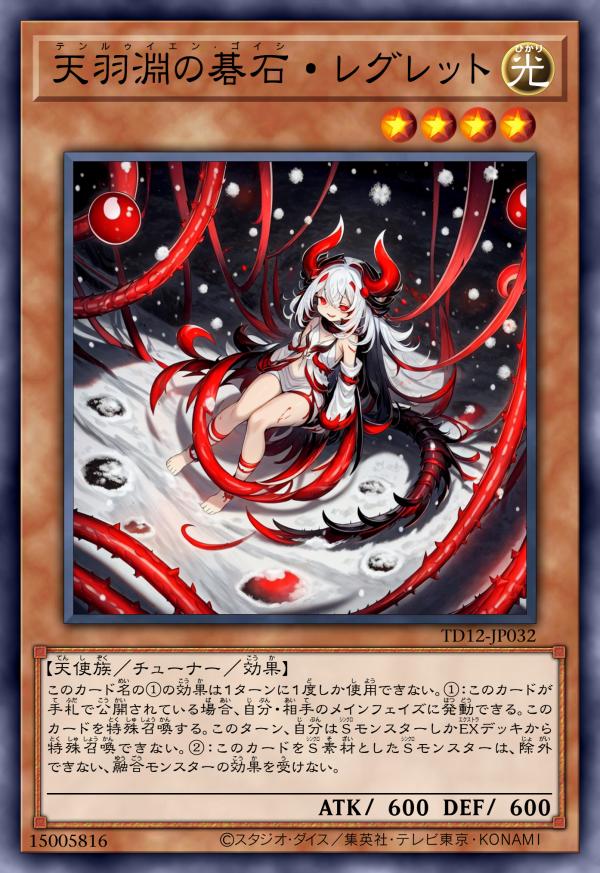 テンルゥイエン・ゴイシ
天羽淵の碁石・レグレット
ひかり
光
TD12-JP032
【天使族／チューナー／効果】
このカード名の①の効果は1ターンに1度しか使用できない。①：このカードが
手札で公開されている場合、自分・相手のメインフェイズに発動できる。この
カードを特殊召喚する。このターン、自分はSモンスターしかEXデッキから
特殊召喚できない。②：このカードをS素材としたSモンスターは、除外
できない、融合モンスターの効果を受けない。
ATK/ 600 DEF/ 600
15005816 ©スタジオ・ダイス／集英社・テレビ東京・KONAMI